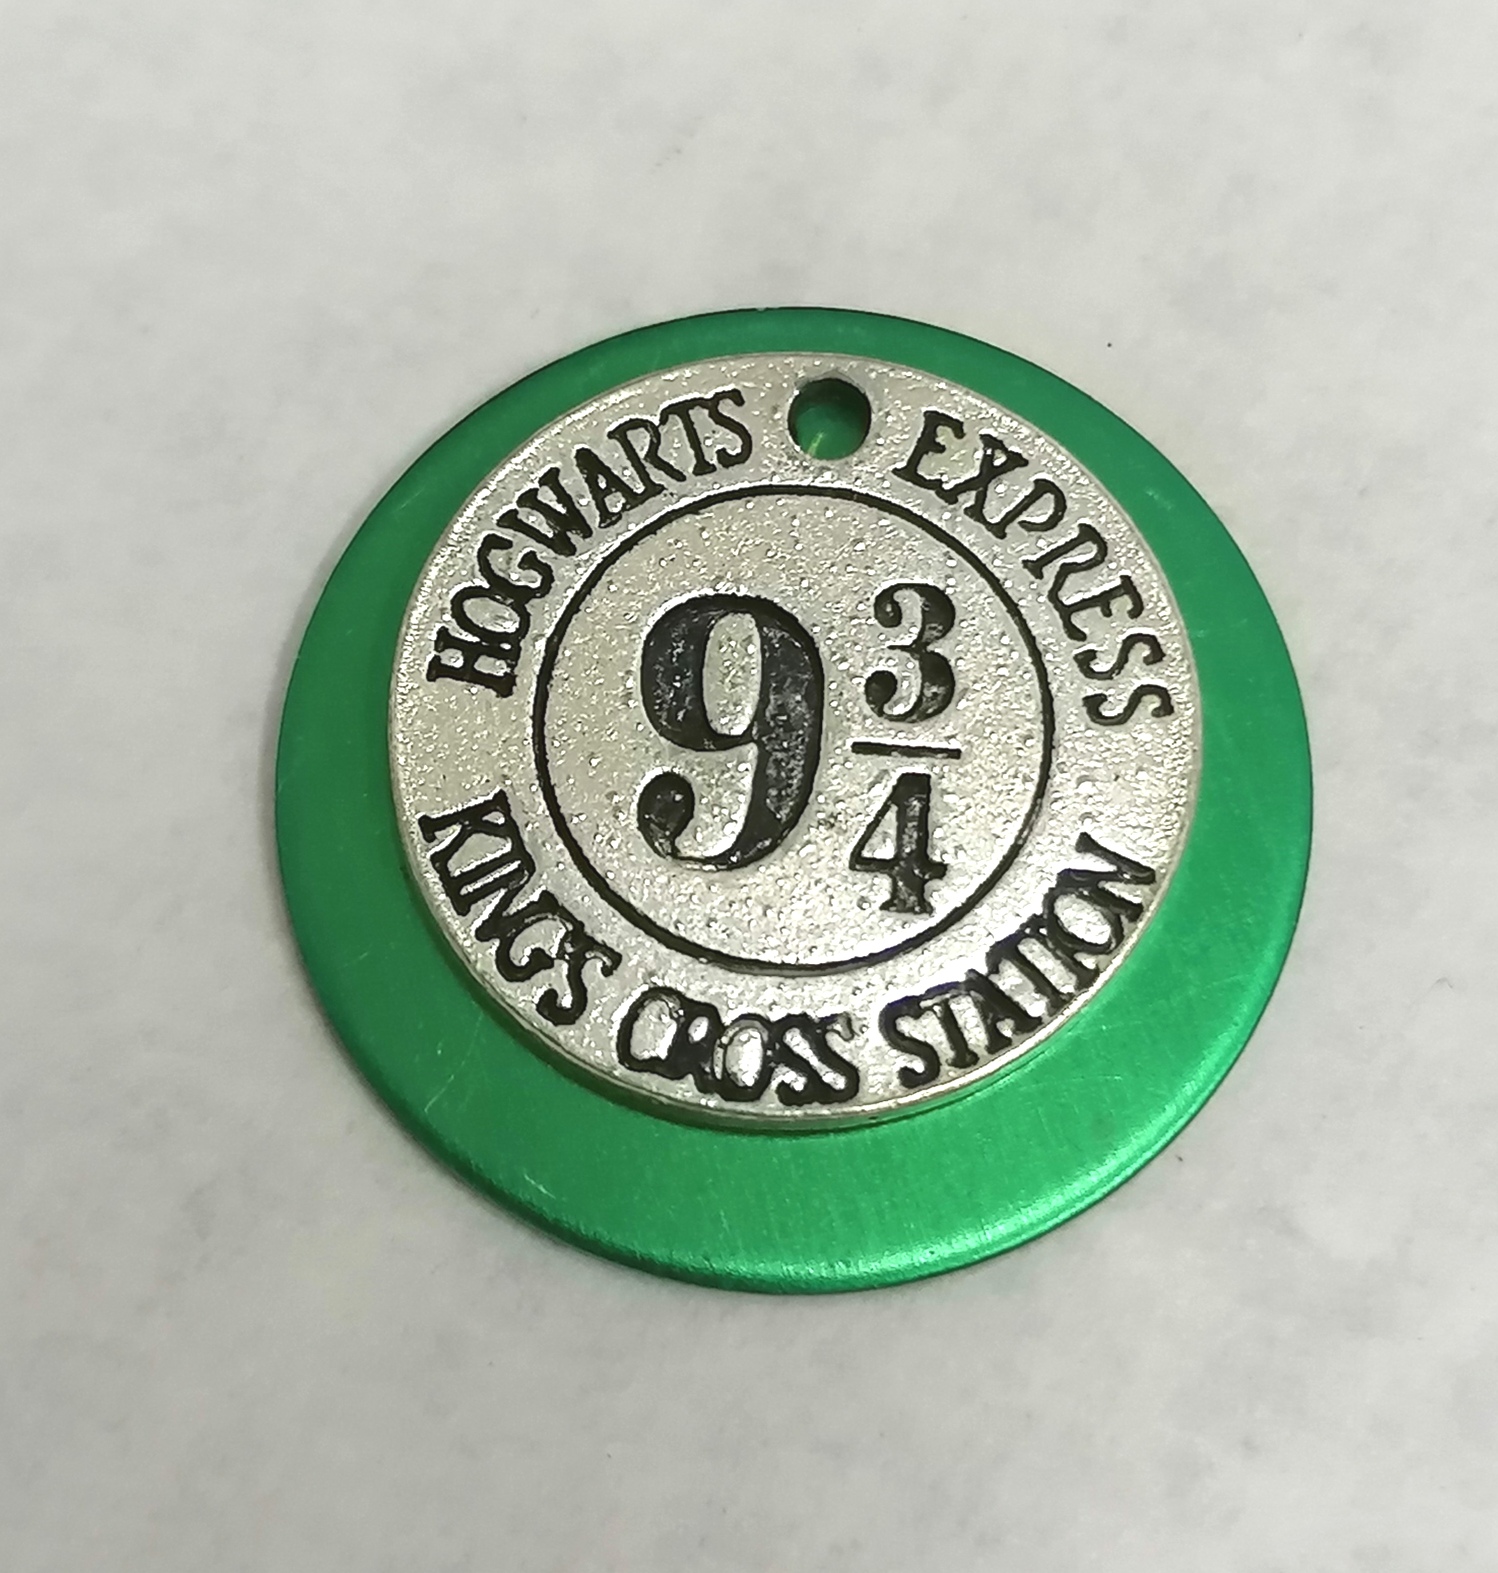 HOGWARTS EXPRESS
9 3/4
KING'S CROSS STATION